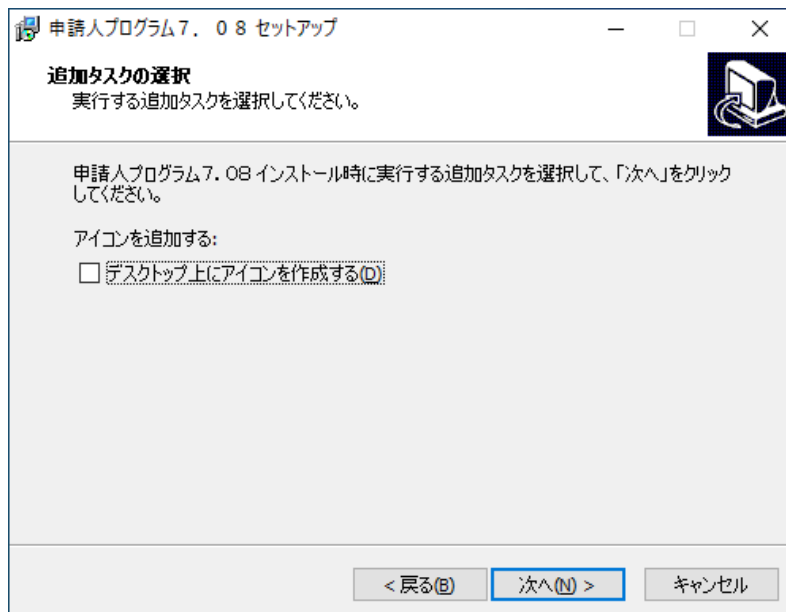 申請人プログラム7．０８ セットアップ
追加タスクの選択
実行する追加タスクを選択してください。
申請人プログラム7．０８ インストール時に実行する追加タスクを選択して、「次へ」をクリック
してください。
アイコンを追加する:
デスクトップ上にアイコンを作成する(D)
< 戻る(B)
次へ(N) >
キャンセル